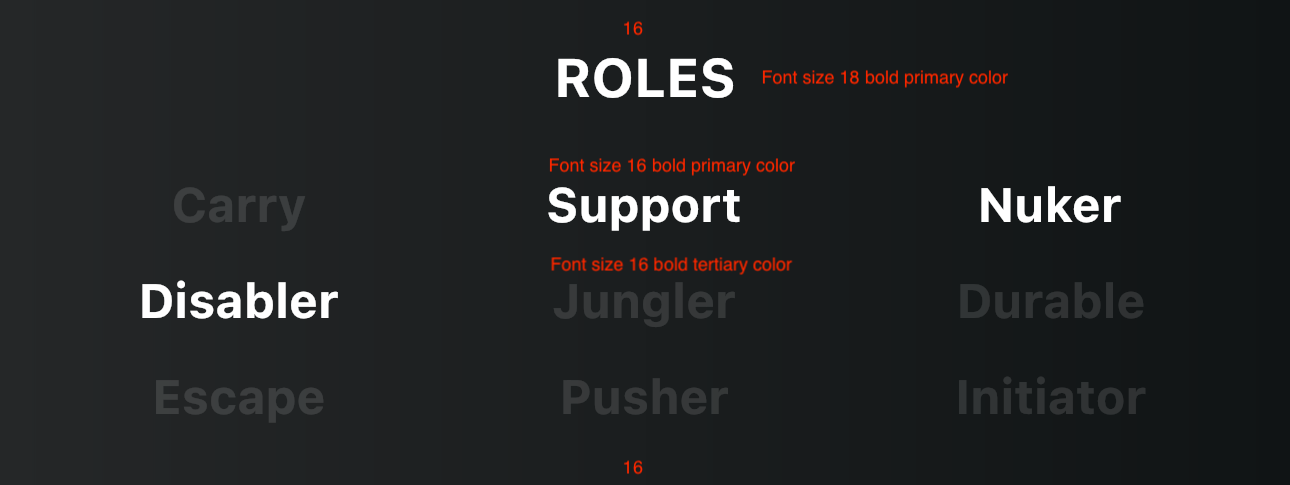 16
ROLES Font size 18 bold primary color
Font size 16 bold primary color
Carry Support Nuker
Font size 16 bold tertiary color
Disabler Jungler Durable
Escape Pusher Initiator
16